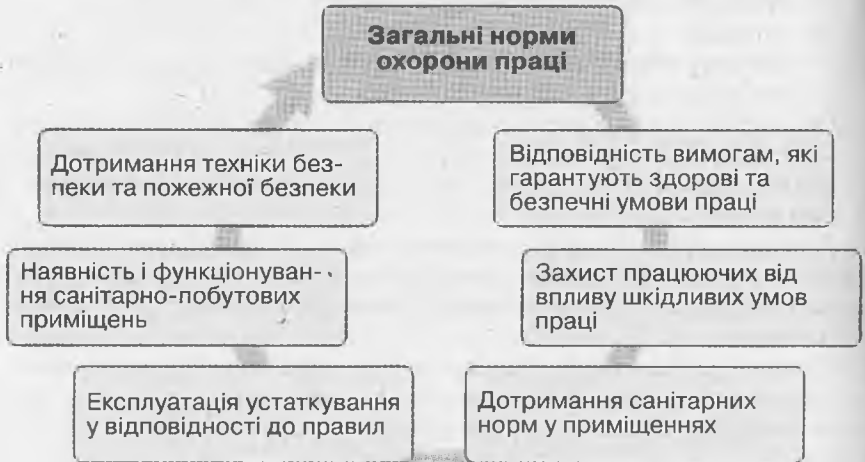 Загальні норми
охорони праці
Дотримання техніки без-
пеки та пожежної безпеки
Відповідність вимогам, які
гарантують здорові та
безпечні умови праці
Наявність і функціонуван-
ня санітарно-побутових
приміщень
Захист працюючих від
впливу шкідливих умов
праці
Експлуатація устаткування
у відповідності до правил
Дотримання санітарних
норм у приміщеннях